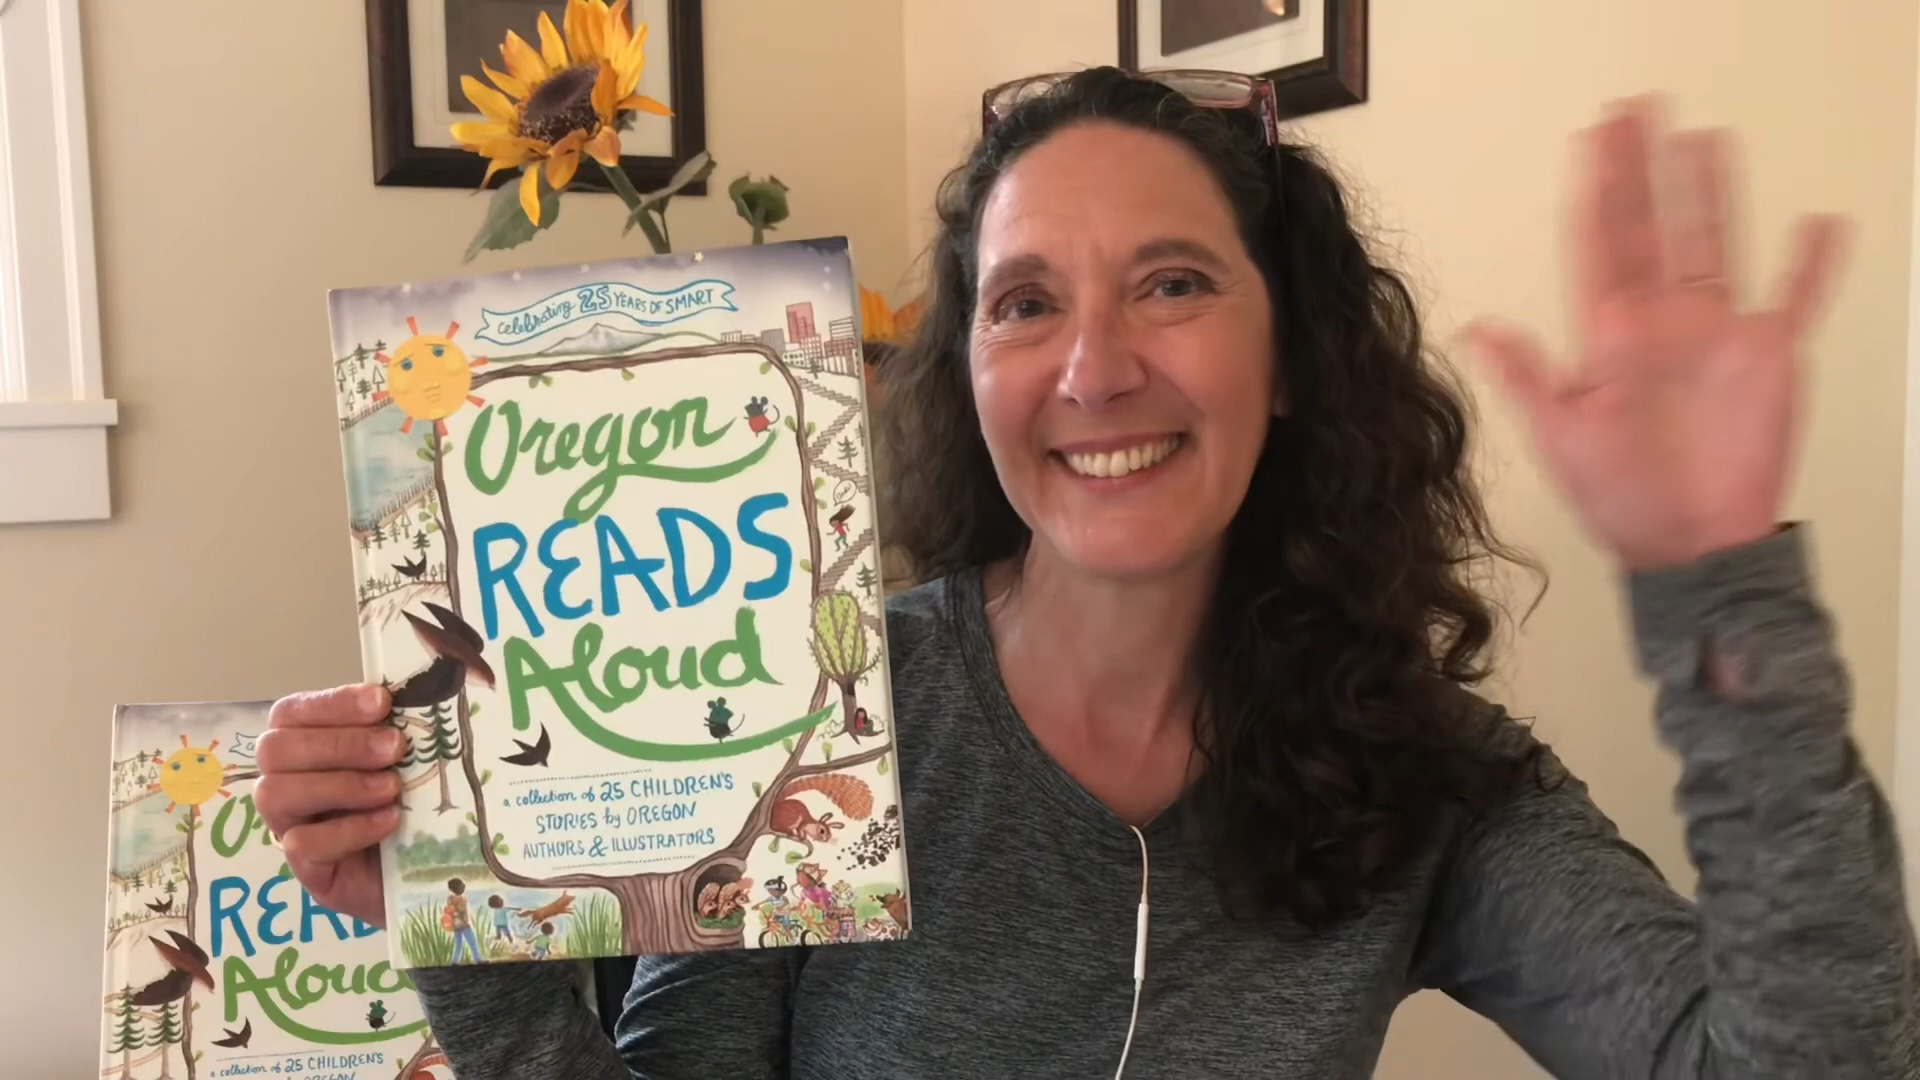 celebrating 25 YEARS OF SMART
Oregon
READS
Aloud
a collection of 25 CHILDREN'S
STORIES by OREGON
AUTHORS & ILLUSTRATORS
Aloud
a collection of 25 CHILDREN'S
OREGON